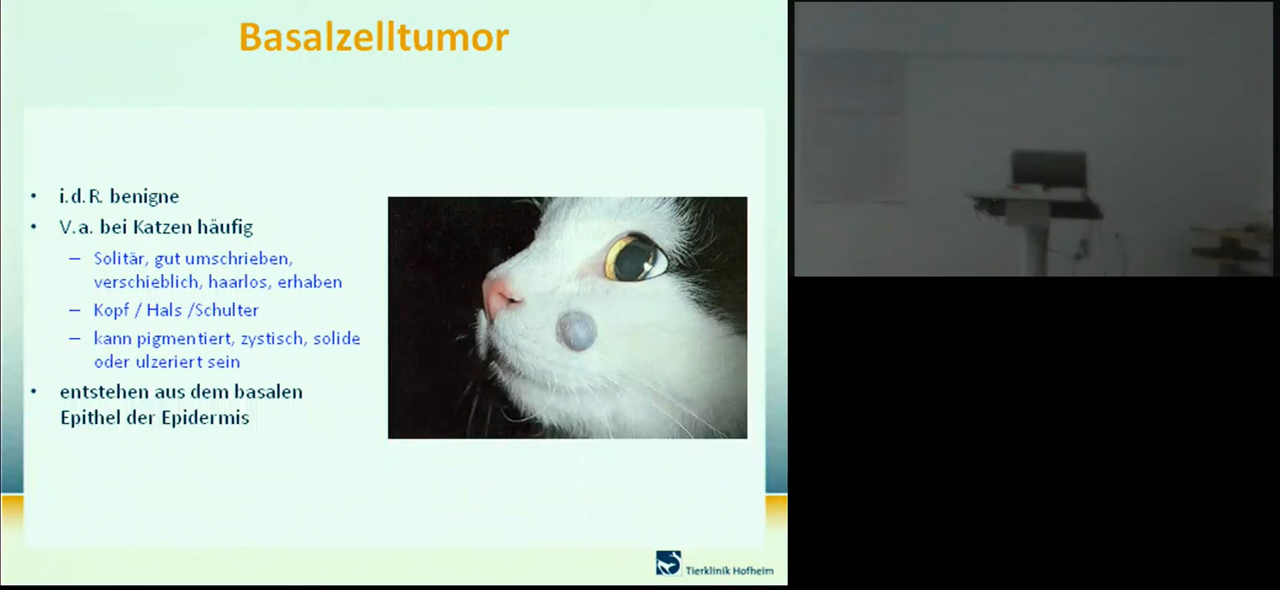 Basalzelltumor
• i.d.R. benigne
• V.a. bei Katzen häufig
– Solitär, gut umschrieben,
verschieblich, haarlos, erhaben
– Kopf / Hals /Schulter
– kann pigmentiert, zystisch, solide
oder ulzeriert sein
• entstehen aus dem basalen
Epithel der Epidermis
Tierklinik Hofheim